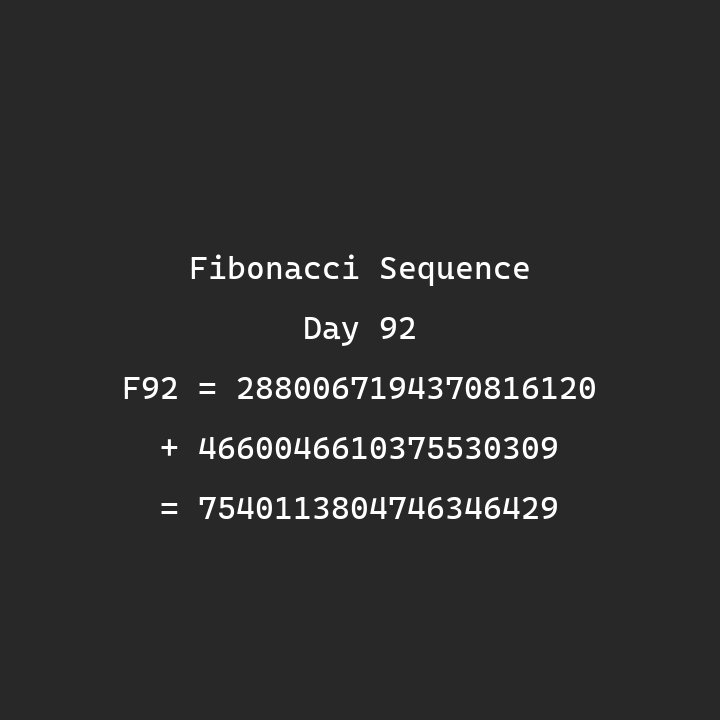 Fibonacci Sequence
Day 92
F92 = 2880067194370816120
+ 4660046610375530309
= 7540113804746346429